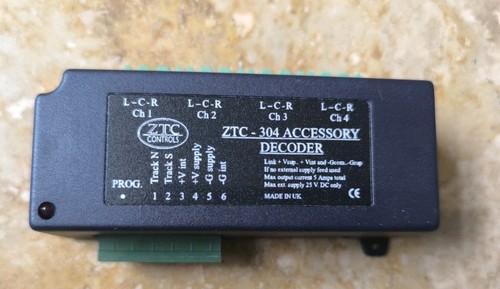 L-C-R L-C-R L-C-R L-C-R
Ch 1 Ch 2 Ch 3 Ch 4
ZTC
CONTROLS
ZTC - 304 ACCESSORY
DECODER
Link + Vsup. + Vint and -Gcom.-Gsup
If no external supply feed used
Max output current 5 Amps total
Max ext. supply 25 V. DC only
MADE IN UK
CE
PROG.
Track N
Track S
+V int
+V supply
-G supply
-G int
1 2 3 4 5 6